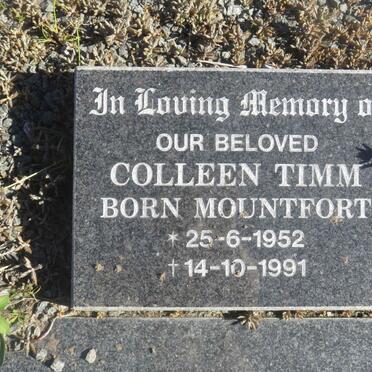 In Loving Memory o
OUR BELOVED
COLLEEN TIMM
BORN MOUNTFORT
* 25-6-1952
† 14-10-1991